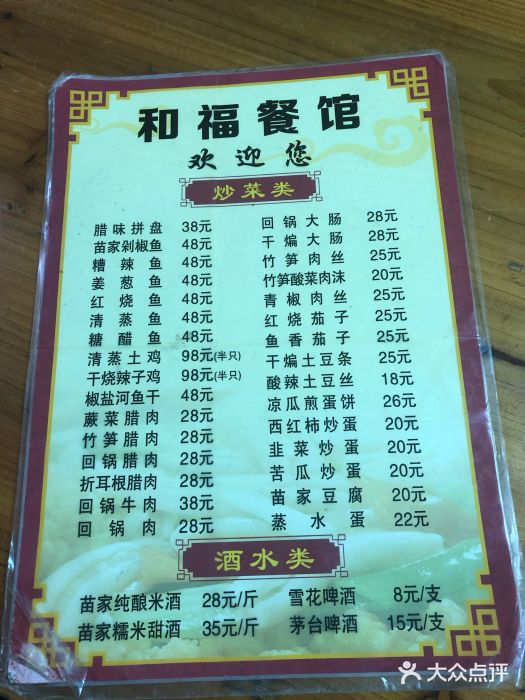 和福餐馆
欢迎您
炒菜类
腊味拼盘 38元
苗家剁椒鱼 48元
糟辣鱼 48元
姜葱鱼 48元
红烧鱼 48元
清蒸鱼 48元
糖醋鱼 48元
清蒸土鸡 98元(半只)
干烧辣子鸡 98元(半只)
椒盐河鱼干 48元
蕨菜腊肉 28元
竹笋腊肉 28元
回锅腊肉 28元
折耳根腊肉 28元
回锅牛肉 38元
回锅肉 28元
回锅大肠 28元
干煸大肠 28元
竹笋肉丝 25元
竹笋酸菜肉沫 20元
青椒肉丝 25元
红烧茄子 25元
鱼香茄子 25元
干煸土豆条 25元
酸辣土豆丝 18元
凉瓜煎蛋饼 26元
西红柿炒蛋 20元
韭菜炒蛋 20元
苦瓜炒蛋 20元
苗家豆腐 20元
蒸水蛋 22元
酒水类
苗家纯酿米酒 28元/斤 雪花啤酒 8元/支
苗家糯米甜酒 35元/斤 茅台啤酒 15元/支
大众点评